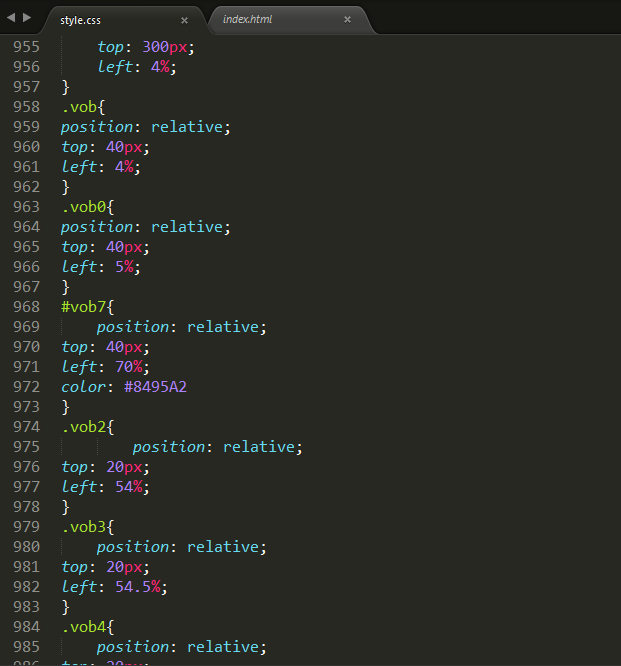 style.css × index.html ×
955 top: 300px;
956 left: 4%;
957 }
958 .vob{
959 position: relative;
960 top: 40px;
961 left: 4%;
962 }
963 .vob0{
964 position: relative;
965 top: 40px;
966 left: 5%;
967 }
968 #vob7{
969 position: relative;
970 top: 40px;
971 left: 70%;
972 color: #8495A2
973 }
974 .vob2{
975 position: relative;
976 top: 20px;
977 left: 54%;
978 }
979 .vob3{
980 position: relative;
981 top: 20px;
982 left: 54.5%;
983 }
984 .vob4{
985 position: relative;
986 top: 20px;